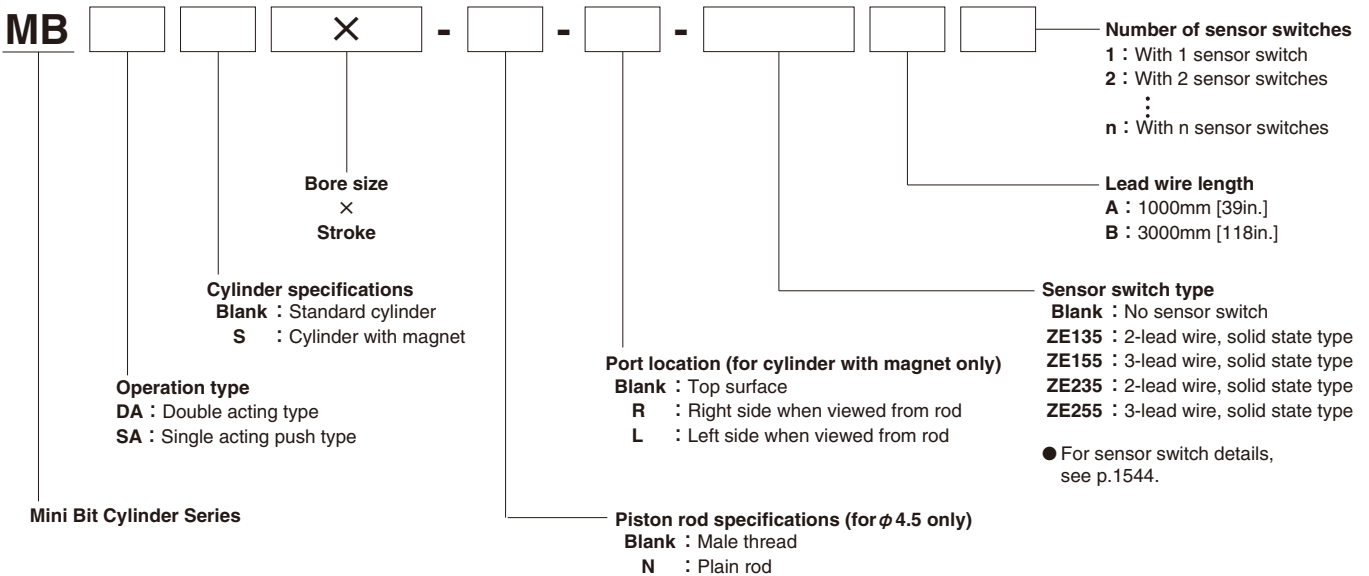 MB × - - -
Number of sensor switches
1：With 1 sensor switch
2：With 2 sensor switches
⋮
n：With n sensor switches
Lead wire length
A：1000mm [39in.]
B：3000mm [118in.]
Sensor switch type
Blank：No sensor switch
ZE135：2-lead wire, solid state type
ZE155：3-lead wire, solid state type
ZE235：2-lead wire, solid state type
ZE255：3-lead wire, solid state type
●For sensor switch details,
see p.1544.
Bore size
×
Stroke
Cylinder specifications
Blank：Standard cylinder
S：Cylinder with magnet
Port location (for cylinder with magnet only)
Blank：Top surface
R：Right side when viewed from rod
L：Left side when viewed from rod
Operation type
DA：Double acting type
SA：Single acting push type
Mini Bit Cylinder Series
Piston rod specifications (for φ4.5 only)
Blank：Male thread
N：Plain rod